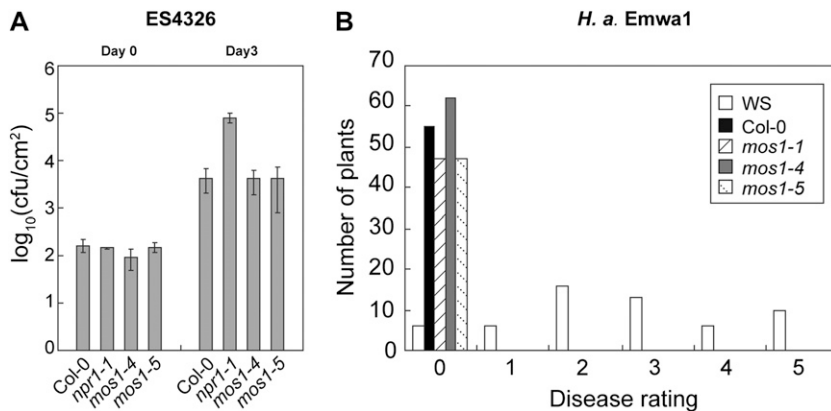 A
ES4326
Day 0
Day3
log10(cfu/cm2)
6
5
4
3
2
1
0
Col-0
npr1-1
mos1-4
mos1-5
Col-0
npr1-1
mos1-4
mos1-5
B
H. a. Emwa1
Number of plants
70
60
50
40
30
20
10
0
WS
Col-0
mos1-1
mos1-4
mos1-5
0 1 2 3 4 5
Disease rating